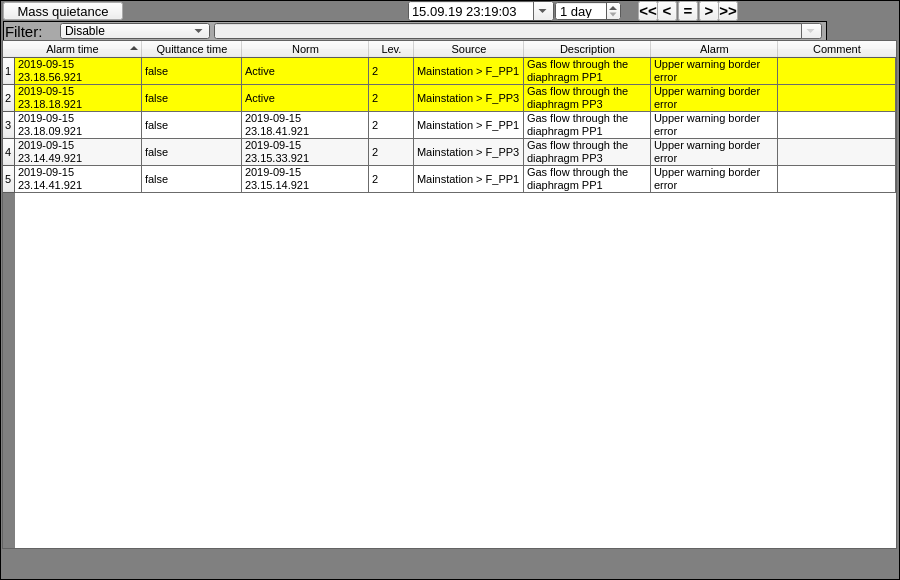 Mass quietance 15.09.19 23:19:03 1 day << < = > >>
Filter: Disable
Alarm time Quittance time Norm Lev. Source Description Alarm Comment
1 2019-09-15 23.18.56.921 false Active 2 Mainstation > F_PP1 Gas flow through the diaphragm PP1 Upper warning border error
2 2019-09-15 23.18.18.921 false Active 2 Mainstation > F_PP3 Gas flow through the diaphragm PP3 Upper warning border error
3 2019-09-15 23.18.09.921 false 2019-09-15 23.18.41.921 2 Mainstation > F_PP1 Gas flow through the diaphragm PP1 Upper warning border error
4 2019-09-15 23.14.49.921 false 2019-09-15 23.15.33.921 2 Mainstation > F_PP3 Gas flow through the diaphragm PP3 Upper warning border error
5 2019-09-15 23.14.41.921 false 2019-09-15 23.15.14.921 2 Mainstation > F_PP1 Gas flow through the diaphragm PP1 Upper warning border error